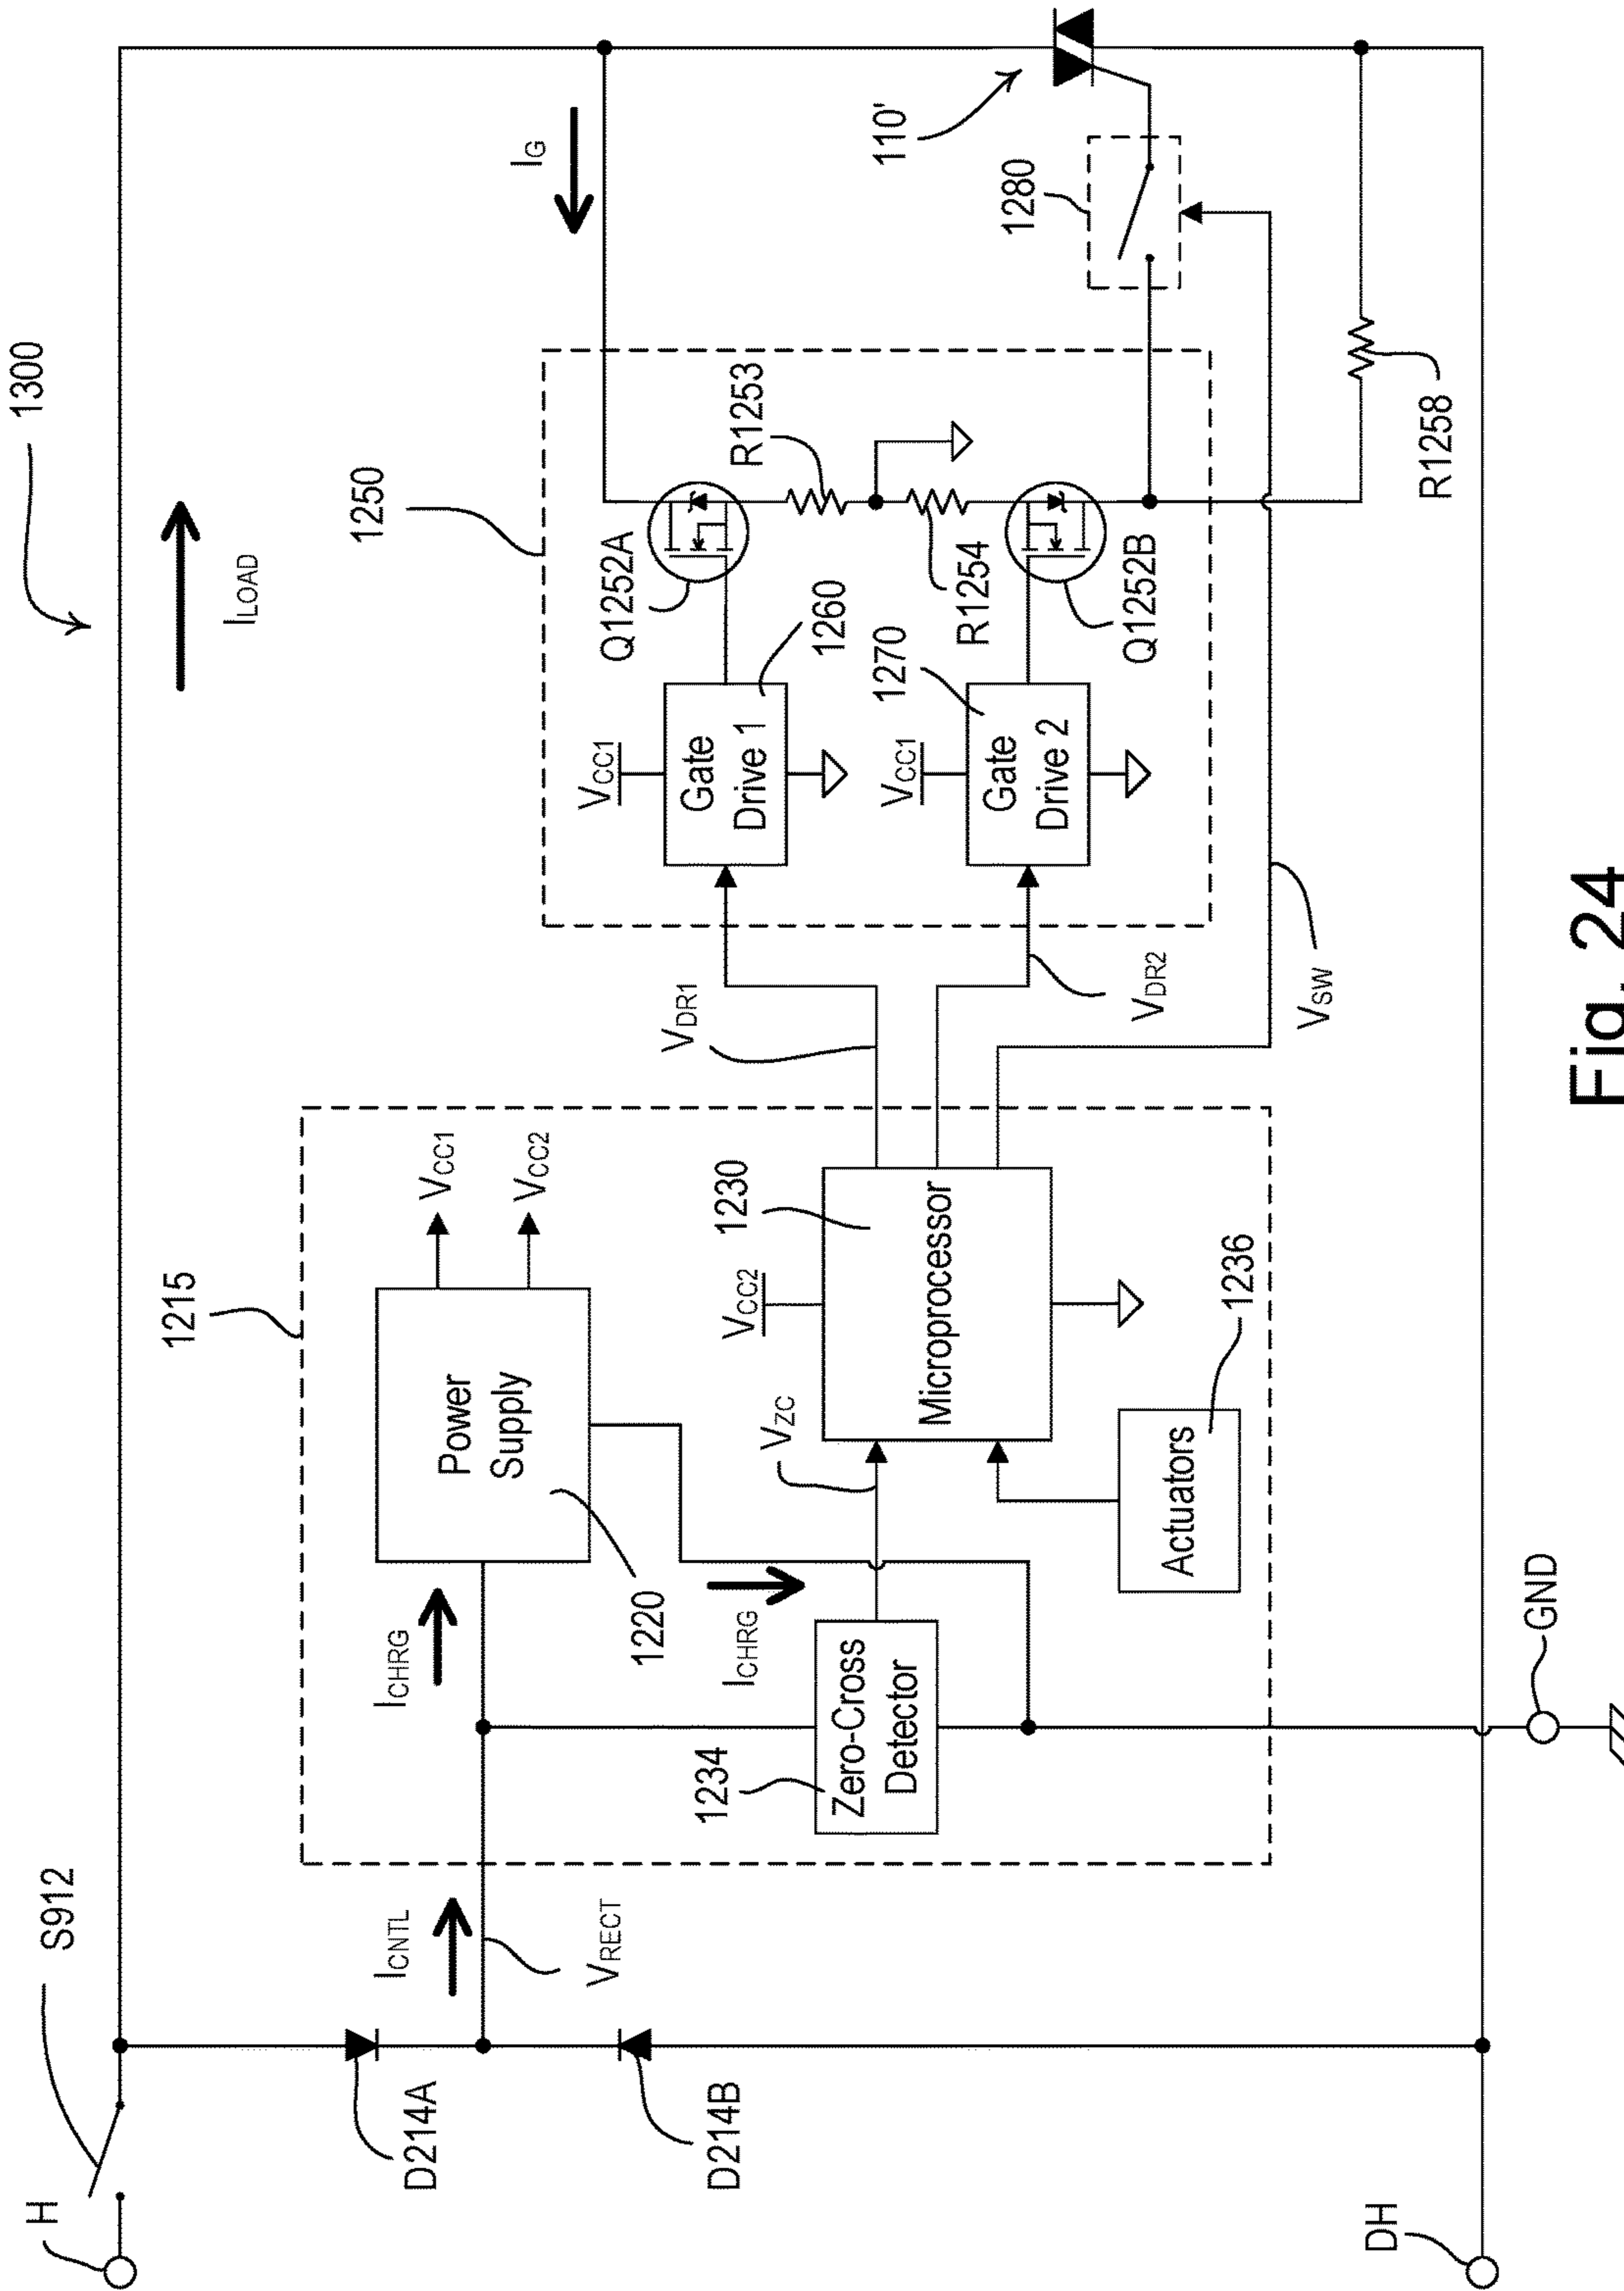 1300
S912
H
I_LOAD
I_G
1215
1250
I_CNTL
I_CHRG
Power
Supply
V_CC1
V_CC2
D214A
V_RECT
1220
I_CHRG
V_CC1
Gate
Drive 1
Q1252A
R1253
1260
V_DR1
110'
D214B
1234
Zero-Cross
Detector
V_ZC
V_CC2
1230
Microprocessor
V_CC1
Gate
Drive 2
1270
R1254
Q1252B
1280
V_DR2
Actuators
1236
V_SW
R1258
DH
GND
Fig. 24